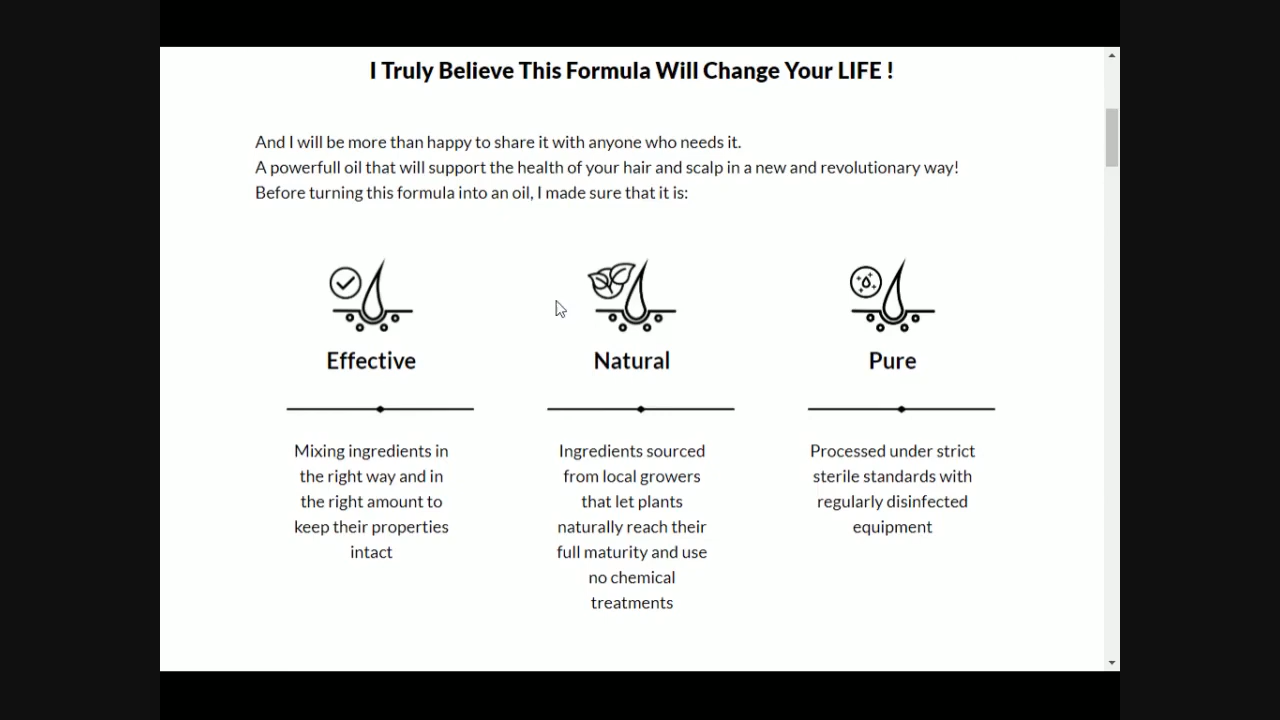 I Truly Believe This Formula Will Change Your LIFE !
And I will be more than happy to share it with anyone who needs it.
A powerfull oil that will support the health of your hair and scalp in a new and revolutionary way!
Before turning this formula into an oil, I made sure that it is:
Effective
Mixing ingredients in
the right way and in
the right amount to
keep their properties
intact
Natural
Ingredients sourced
from local growers
that let plants
naturally reach their
full maturity and use
no chemical
treatments
Pure
Processed under strict
sterile standards with
regularly disinfected
equipment